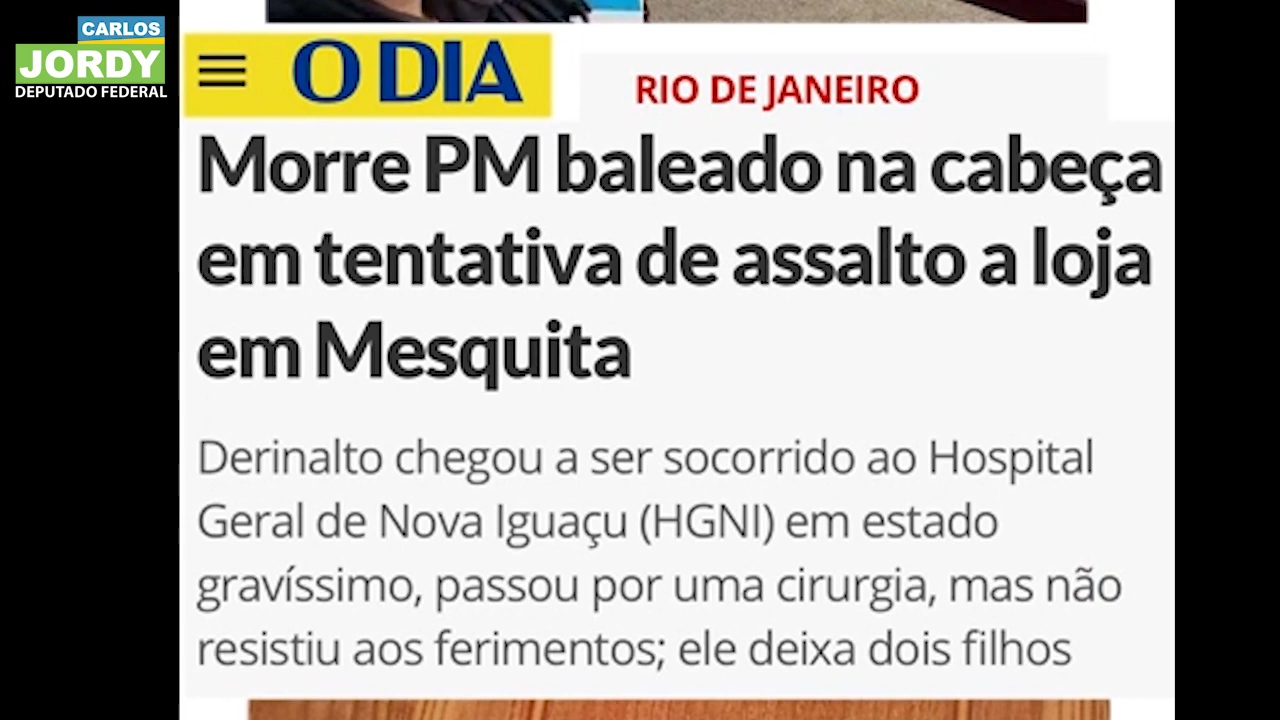 CARLOS
JORDY
DEPUTADO FEDERAL
O DIA
RIO DE JANEIRO
Morre PM baleado na cabeça
em tentativa de assalto a loja
em Mesquita
Derinalto chegou a ser socorrido ao Hospital
Geral de Nova Iguaçu (HGNI) em estado
gravíssimo, passou por uma cirurgia, mas não
resistiu aos ferimentos; ele deixa dois filhos